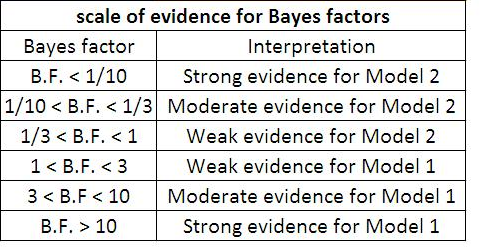 scale of evidence for Bayes factors
Bayes factor Interpretation
B.F. < 1/10 Strong evidence for Model 2
1/10 < B.F. < 1/3 Moderate evidence for Model 2
1/3 < B.F. < 1 Weak evidence for Model 2
1 < B.F. < 3 Weak evidence for Model 1
3 < B.F < 10 Moderate evidence for Model 1
B.F. > 10 Strong evidence for Model 1